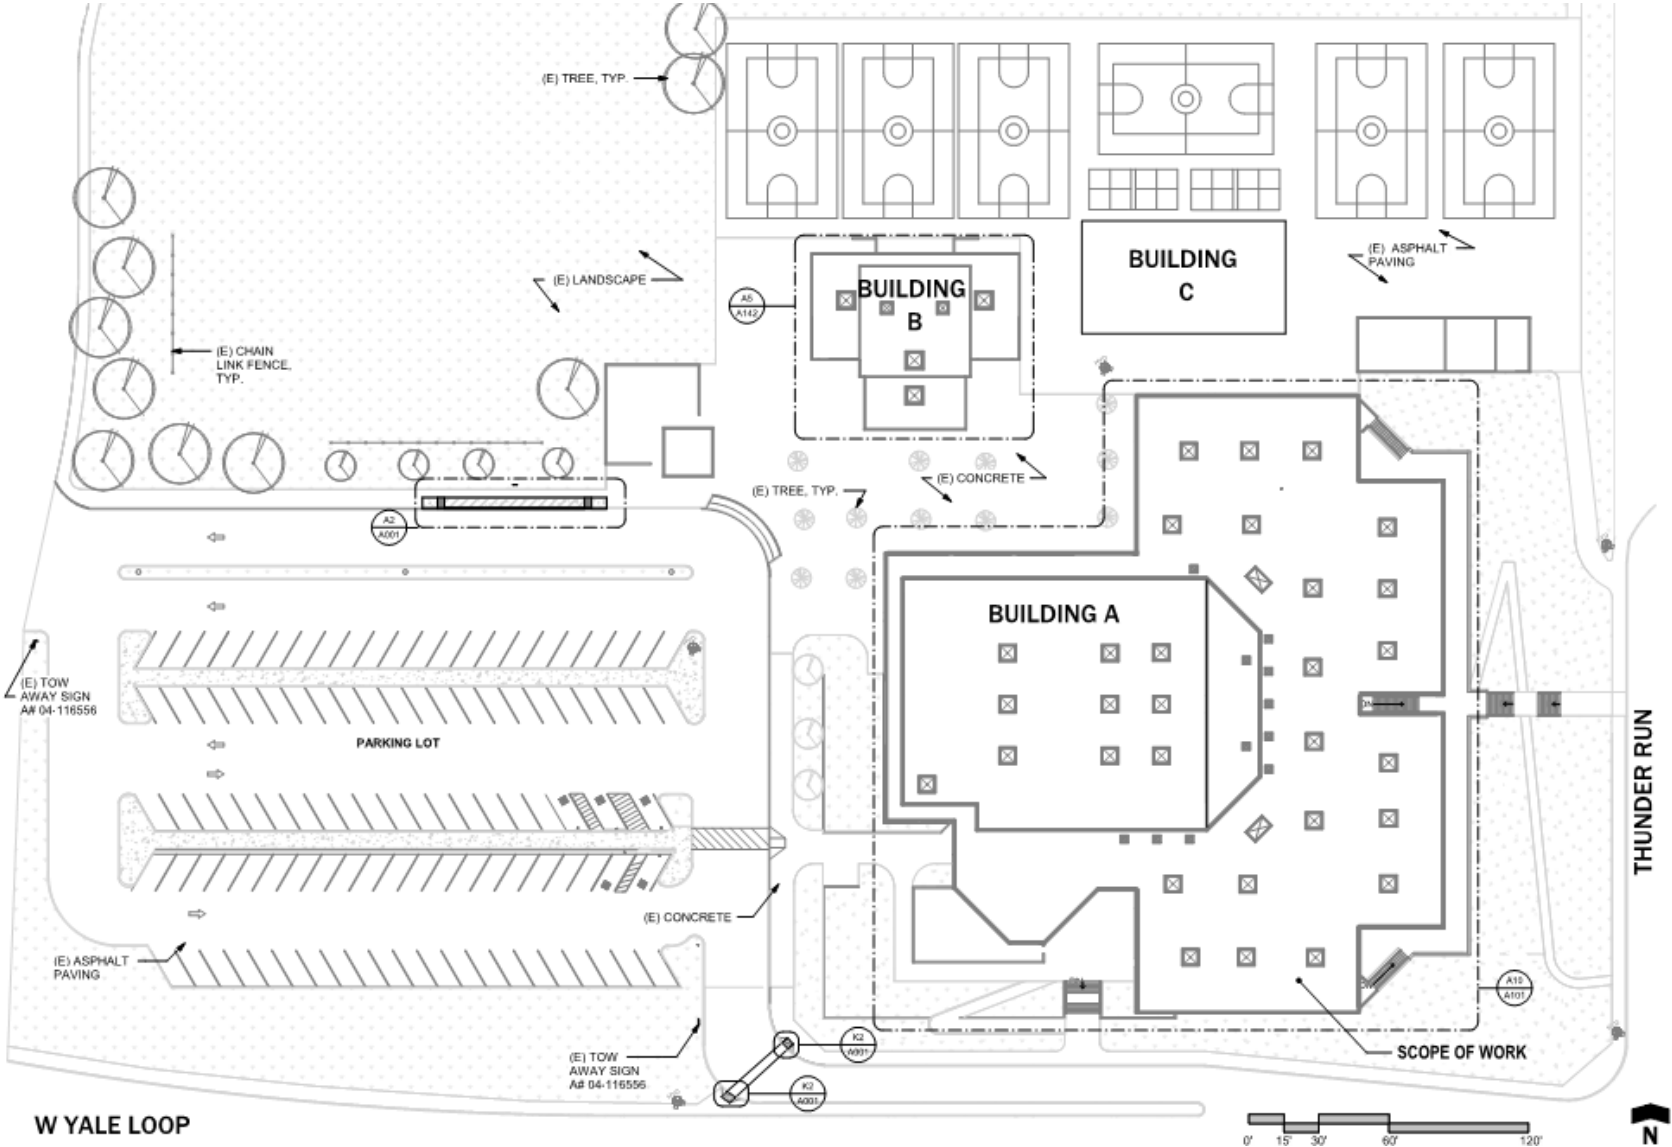 (E) TREE, TYP.
BUILDING
C
(E) ASPHALT
PAVING
(E) LANDSCAPE
BUILDING
B
A5
A142
(E) CHAIN
LINK FENCE,
TYP.
(E) CONCRETE
(E) TREE, TYP.
A2
A001
BUILDING A
(E) TOW
AWAY SIGN
A# 04-116556
DN
PARKING LOT
THUNDER RUN
(E) CONCRETE
(E) ASPHALT
PAVING
A10
A101
K2
A001
SCOPE OF WORK
(E) TOW
AWAY SIGN
A# 04-116556
K2
A001
W YALE LOOP
0' 15' 30' 60' 120'
N